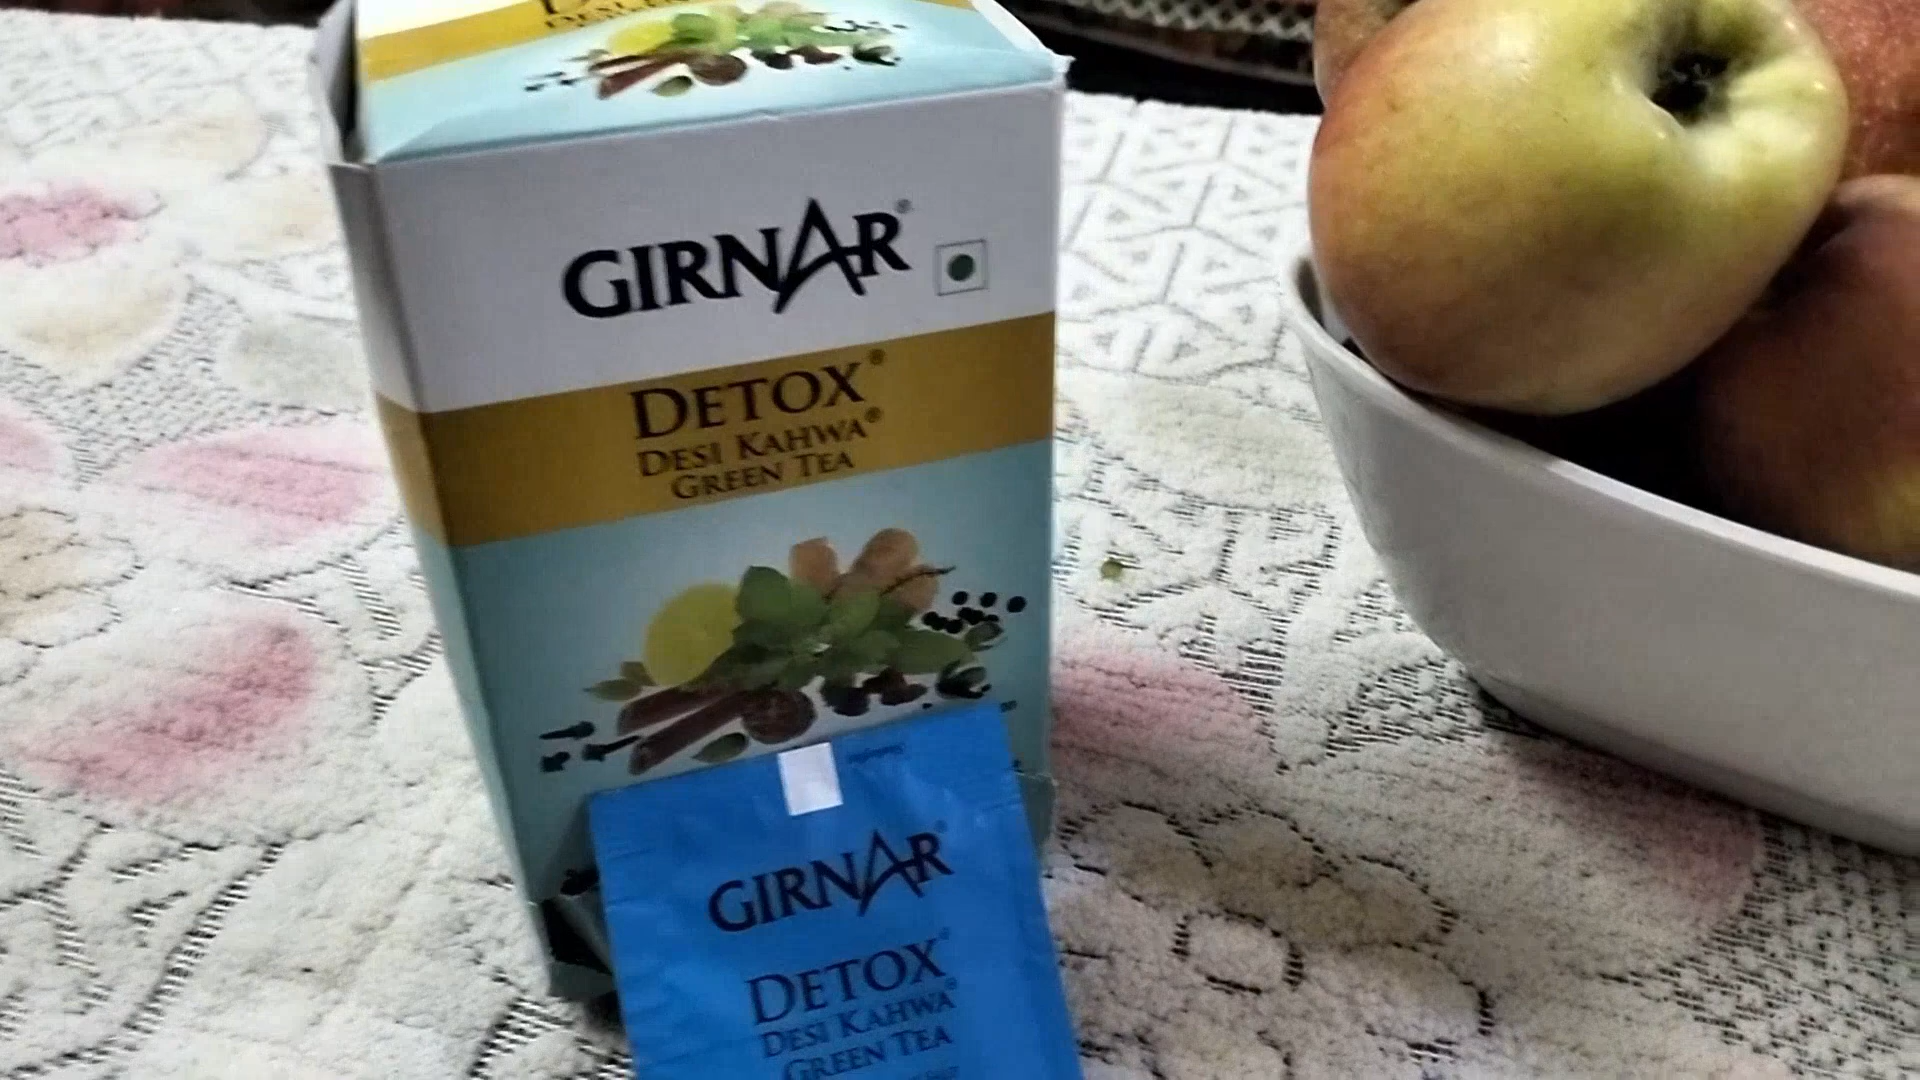 GIRNAR®
DETOX®
DESI KAHWA®
GREEN TEA
GIRNAR®
DETOX®
DESI KAHWA®
GREEN TEA